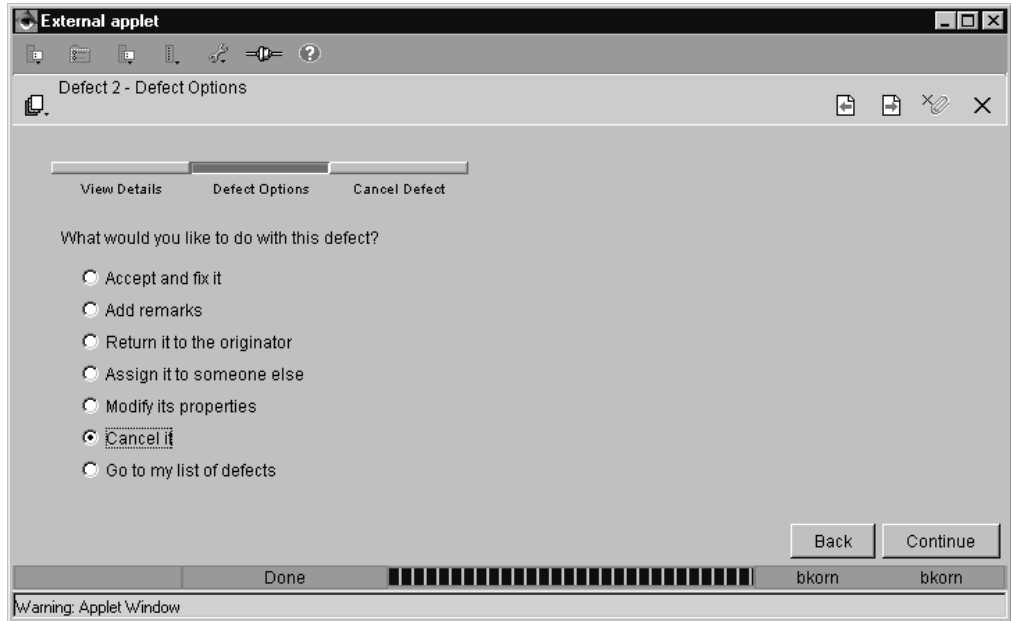 External applet
Defect 2 - Defect Options
View Details Defect Options Cancel Defect
What would you like to do with this defect?
Accept and fix it
Add remarks
Return it to the originator
Assign it to someone else
Modify its properties
Cancel it
Go to my list of defects
Back Continue
Done bkorn bkorn
Warning: Applet Window